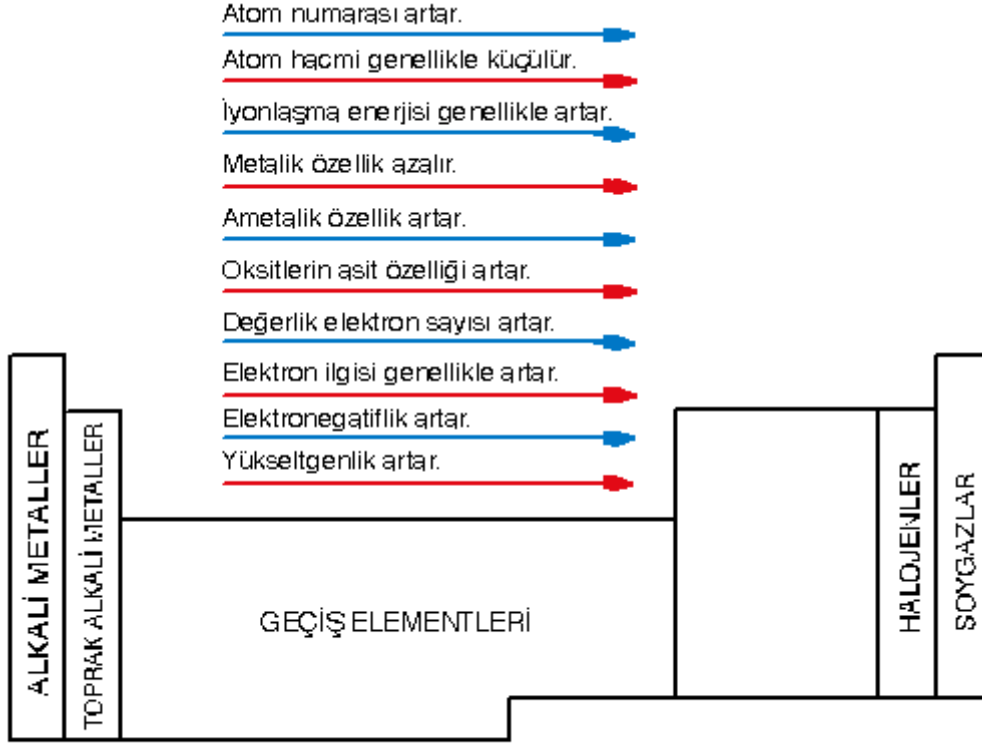 Atom numarası artar.
Atom hacmi genellikle küçülür.
İyonlaşma enerjisi genellikle artar.
Metalik özellik azalır.
Ametalik özellik artar.
Oksitlerin asit özelliği artar.
Değerlik elektron sayısı artar.
Elektron ilgisi genellikle artar.
Elektronegatiflik artar.
Yükseltgenlik artar.
ALKALİ METALLER
TOPRAK ALKALİ METALLER
GEÇİŞ ELEMENTLERİ
HALOJENLER
SOYGAZLAR